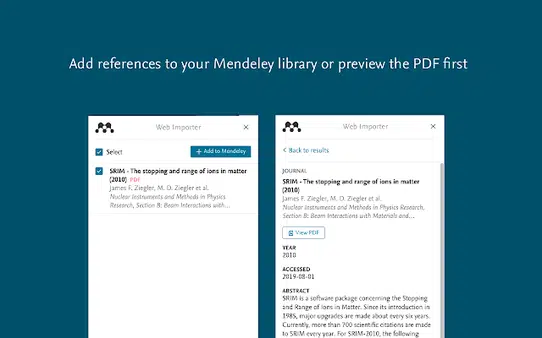 Add references to your Mendeley library or preview the PDF first
Web Importer
Select
+ Add to Mendeley
SRIM - The stopping and range of ions in matter
(2010) PDF
James F. Ziegler, M. D. Ziegler et al.
Nuclear Instruments and Methods in Physics
Research, Section B: Beam Interactions with...
Web Importer
Back to results
JOURNAL
SRIM - The stopping and range of ions in matter
(2010)
James F. Ziegler, M. D. Ziegler et al.
Nuclear Instruments and Methods in Physics Research,
Section B: Beam Interactions with Materials and...
View PDF
YEAR
2010
ACCESSED
2019-08-01
ABSTRACT
SRIM is a software package concerning the Stopping
and Range of Ions in Matter. Since its introduction in
1985, major upgrades are made about every six years.
Currently, more than 700 scientific citations are made
to SRIM every year. For SRIM-2010, the following